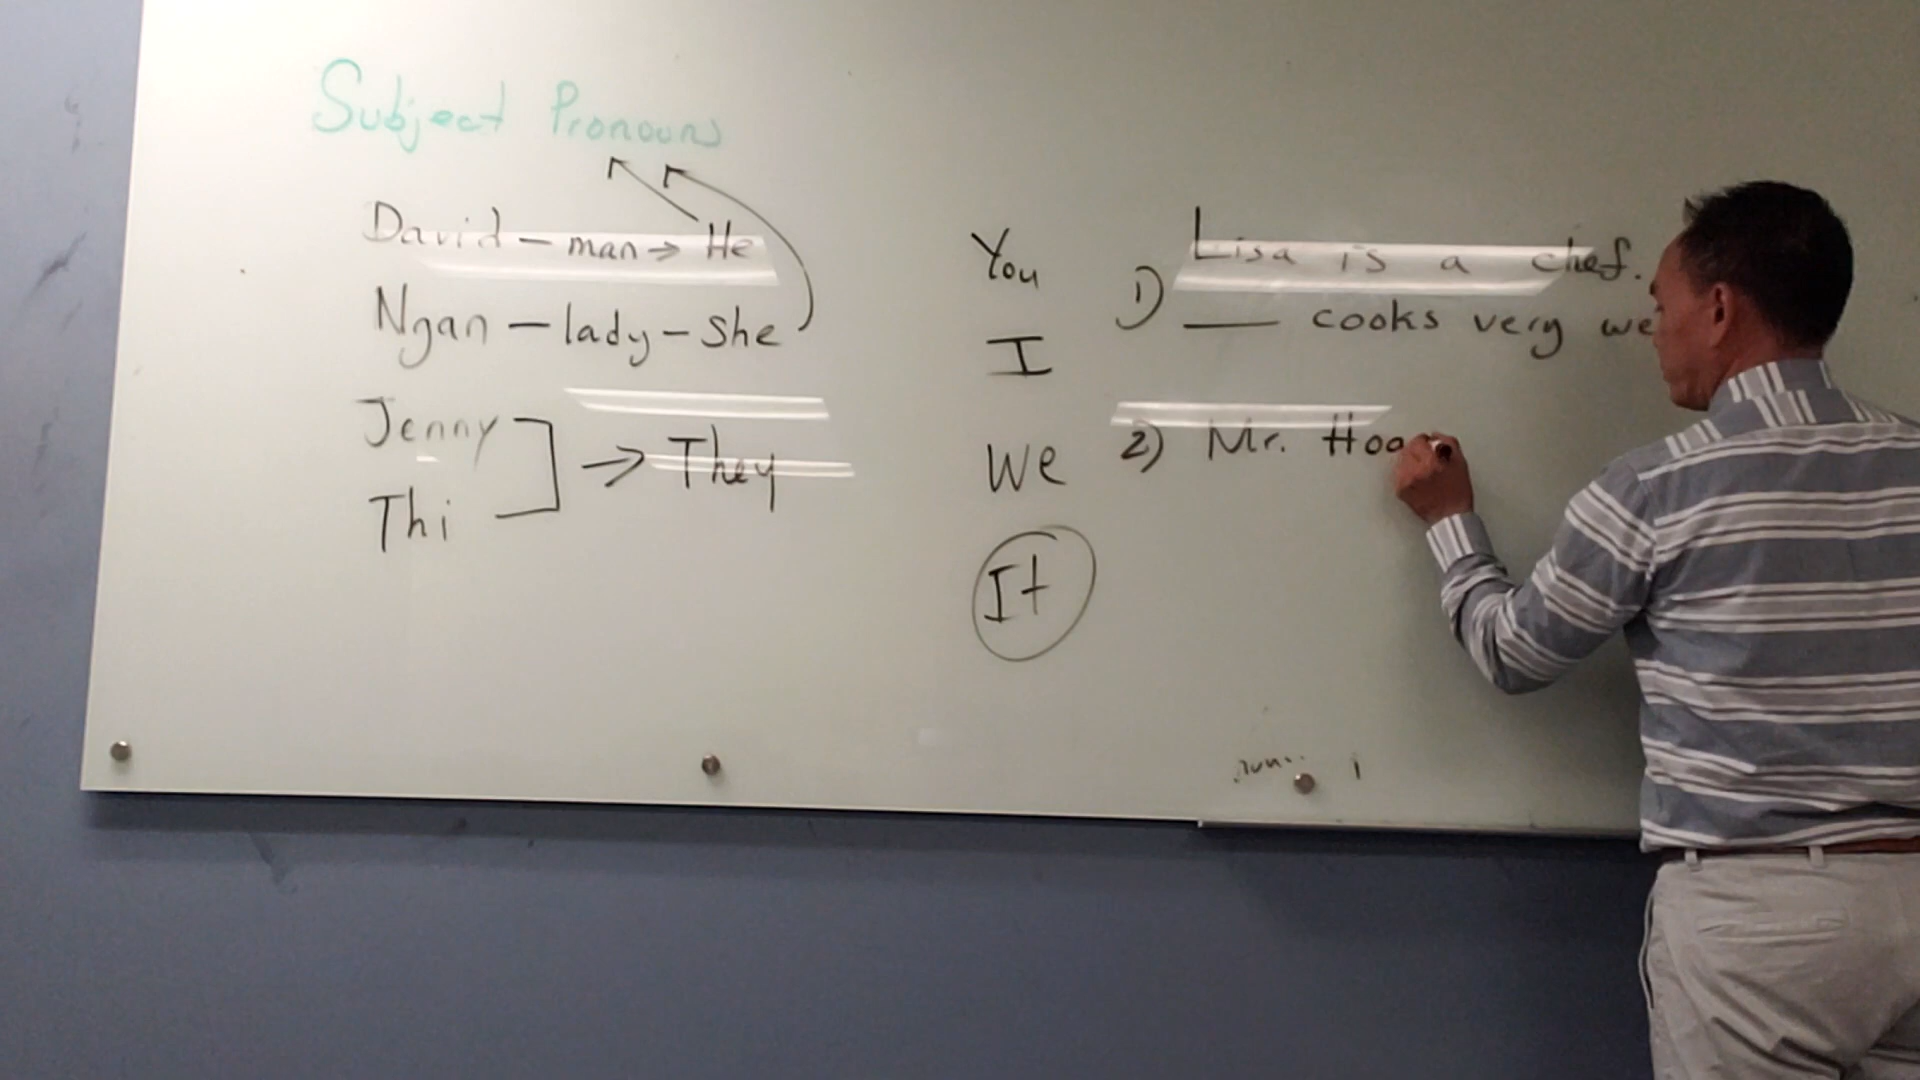 Subject Pronouns
David – man → He
Ngan – lady – she
Jenny
Thi
→ They
You
I
We
It
Lisa is a chef.
1) ____ cooks very we
2) Mr. Hoa